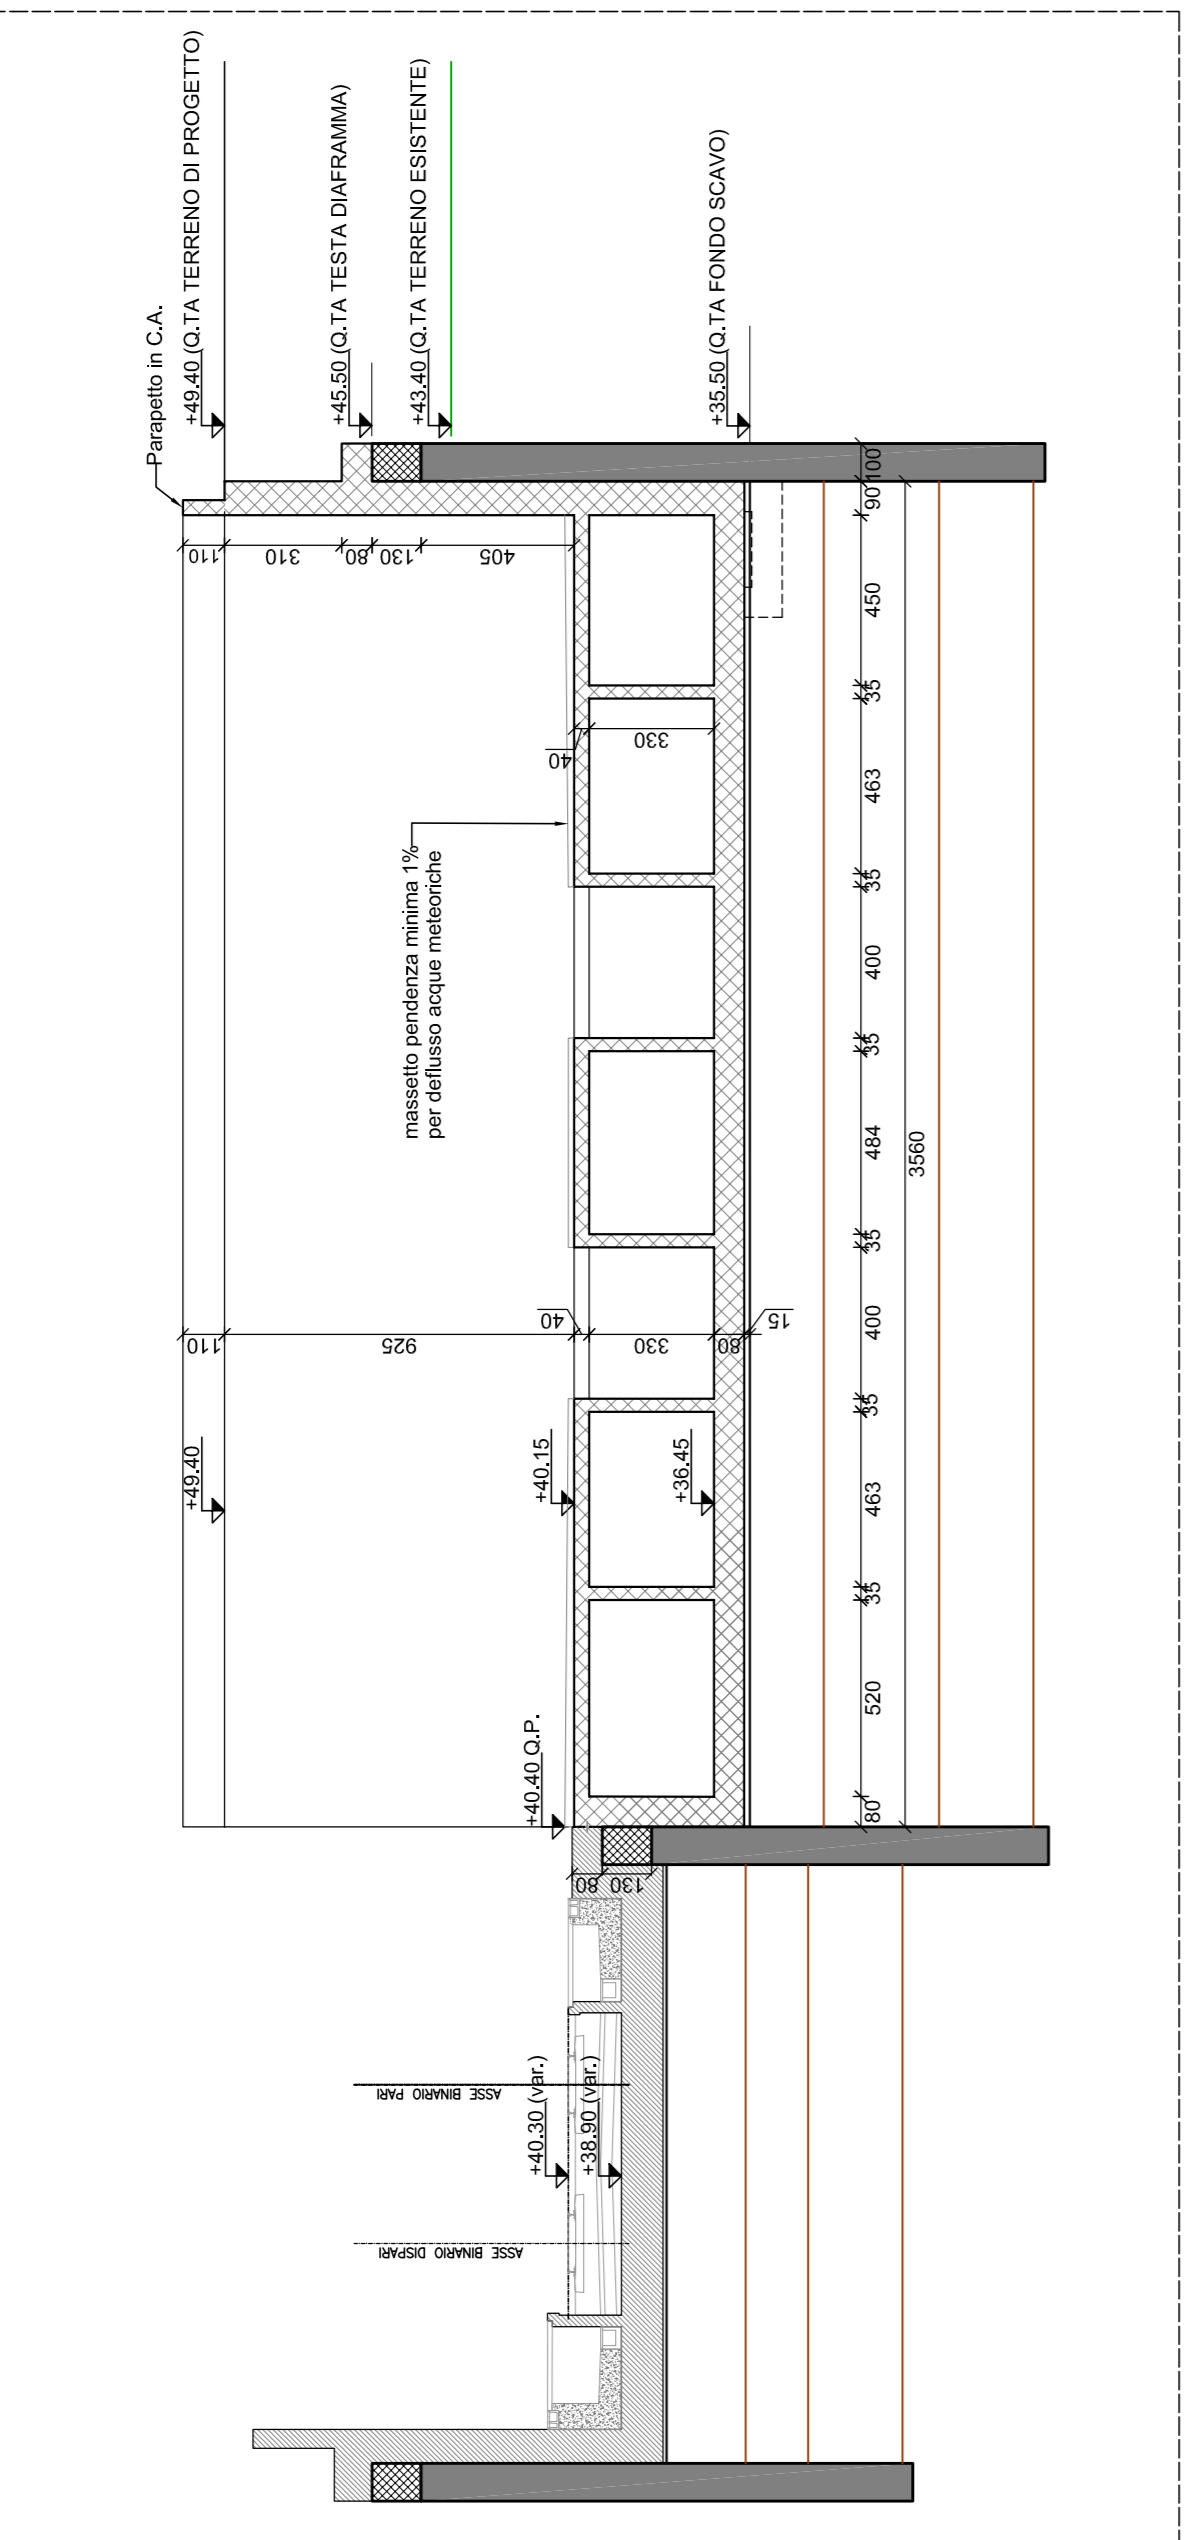 Parapetto in C.A.
+49.40 (Q.TA TERRENO DI PROGETTO)
+45.50 (Q.TA TESTA DIAFRAMMA)
+43.40 (Q.TA TERRENO ESISTENTE)
+35.50 (Q.TA FONDO SCAVO)
110
310
80
130
405
100
90
450
35
463
35
400
35
484
35
400
35
463
35
520
80
3560
40
330
massetto pendenza minima 1%
per deflusso acque meteoriche
110
925
40
330
80
15
+49.40
+40.15
+36.45
+40.40 Q.P.
80
130
ASSE BINARIO PARI
+40.30 (var.)
+38.90 (var.)
ASSE BINARIO DISPARI